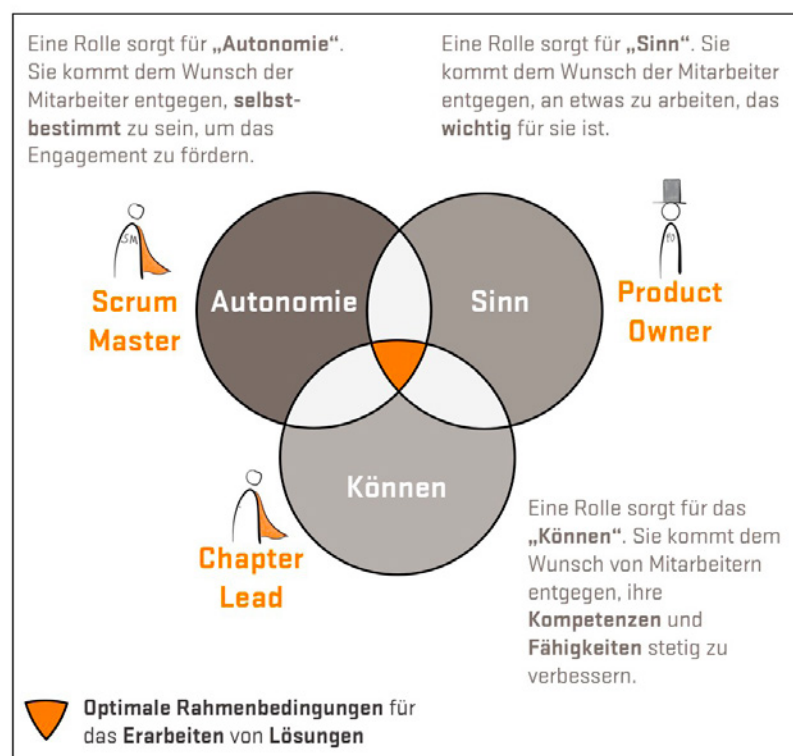 Eine Rolle sorgt für „Autonomie“.
Sie kommt dem Wunsch der
Mitarbeiter entgegen, selbst-
bestimmt zu sein, um das
Engagement zu fördern.
Eine Rolle sorgt für „Sinn“. Sie
kommt dem Wunsch der Mitarbeiter
entgegen, an etwas zu arbeiten, das
wichtig für sie ist.
SM
Scrum
Master
Autonomie
Sinn
PO
Product
Owner
Können
Chapter
Lead
Eine Rolle sorgt für das
„Können“. Sie kommt dem
Wunsch von Mitarbeitern
entgegen, ihre
Kompetenzen und
Fähigkeiten stetig zu
verbessern.
Optimale Rahmenbedingungen für
das Erarbeiten von Lösungen